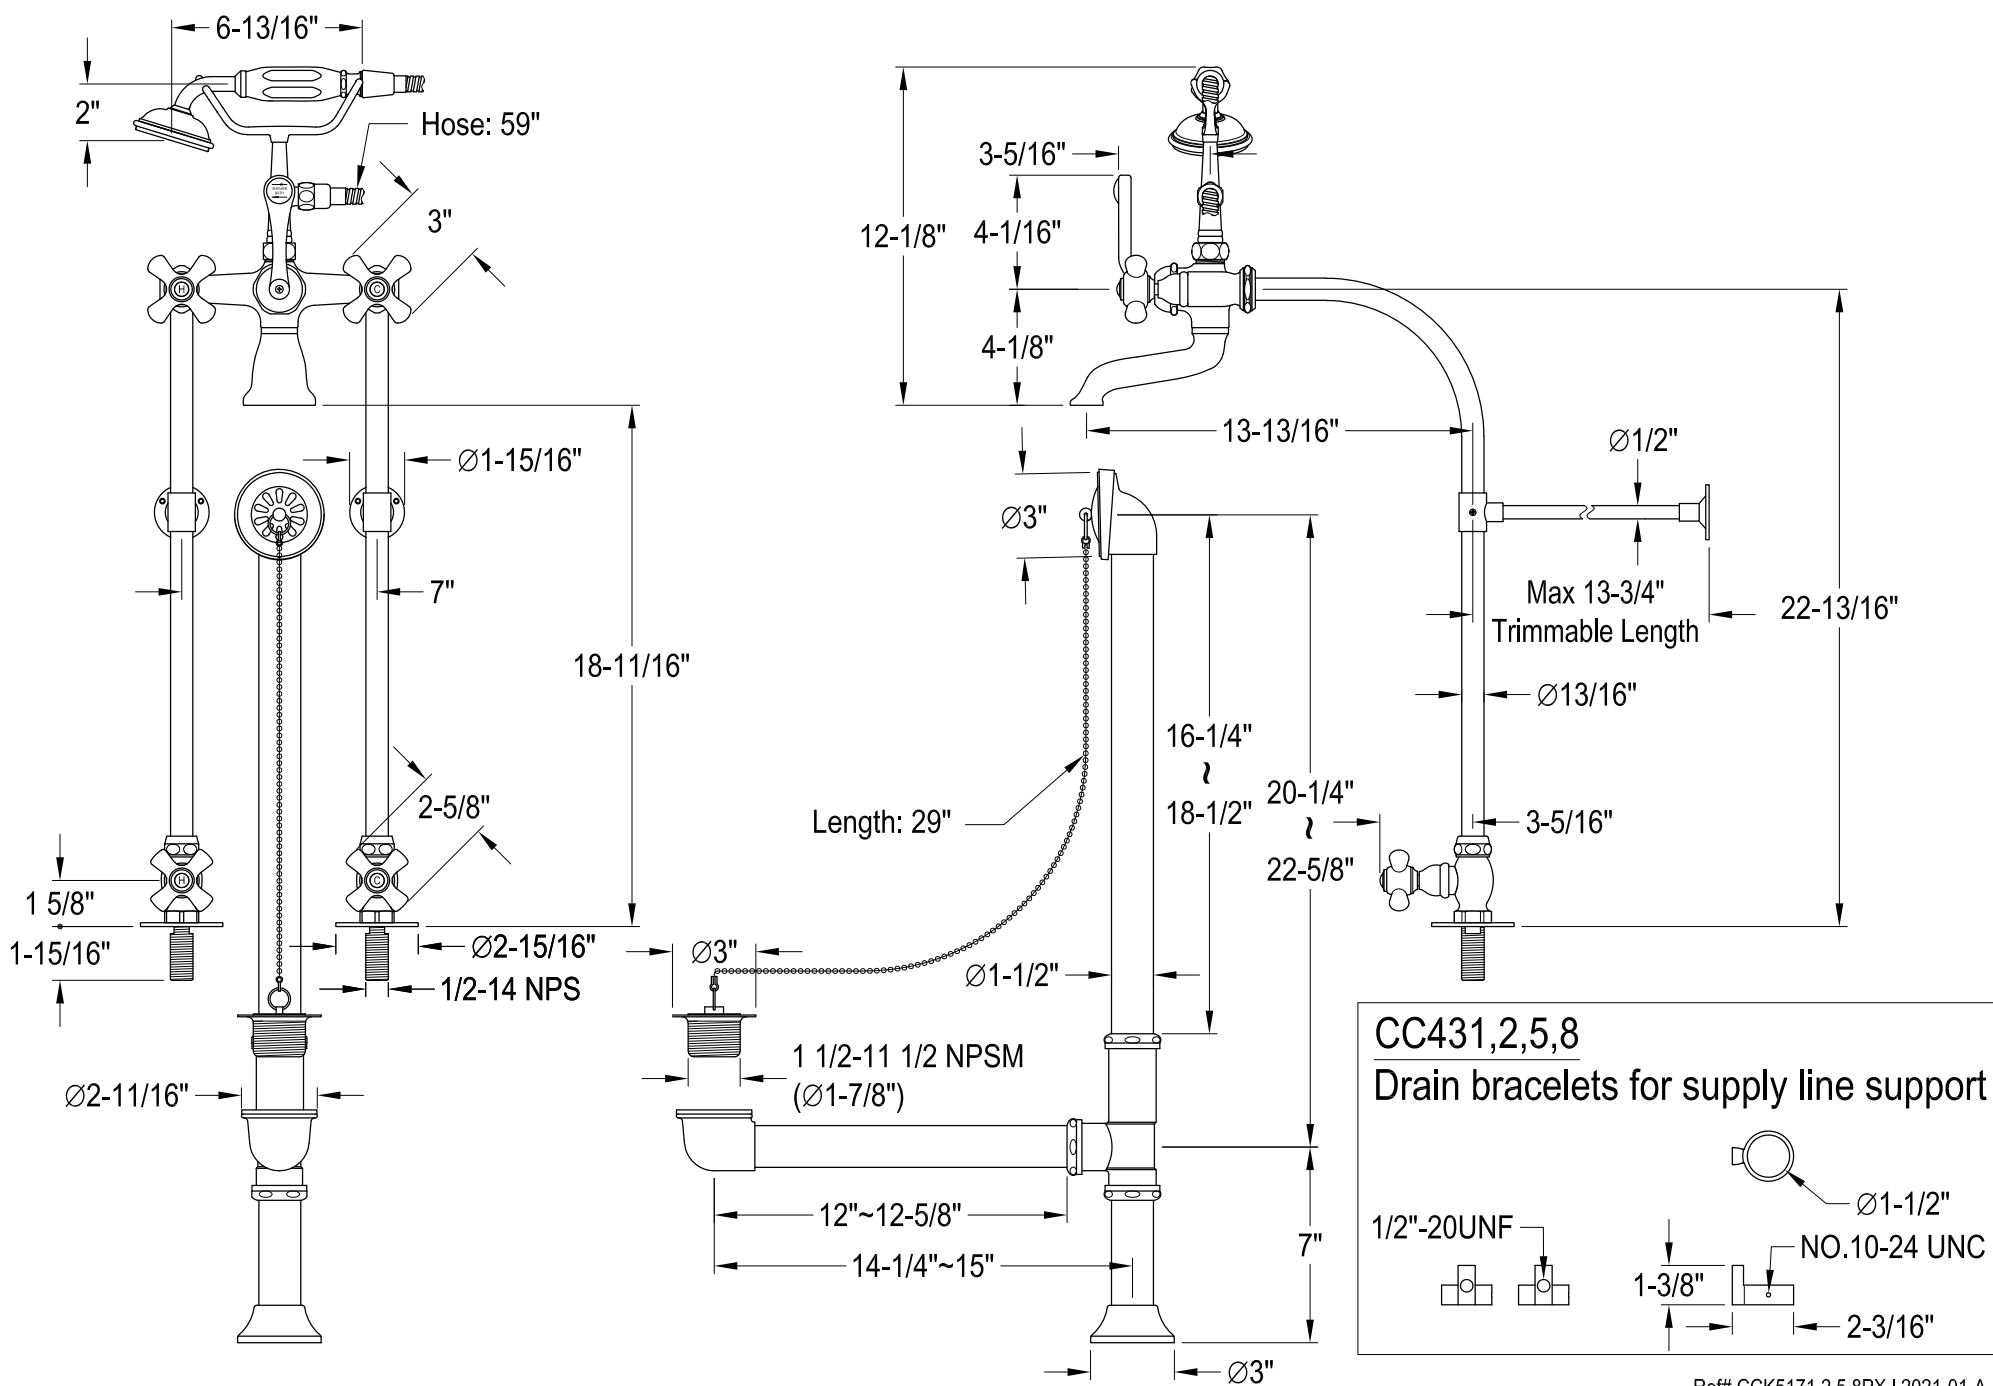 6-13/16"
2"
Hose: 59"
3"
H
C
SHOWER
BATH
Ø1-15/16"
7"
18-11/16"
2-5/8"
H
C
1 5/8"
1-15/16"
Ø2-15/16"
1/2-14 NPS
Ø2-11/16"
12-1/8"
3-5/16"
4-1/16"
4-1/8"
13-13/16"
Ø1/2"
Ø3"
Max 13-3/4"
Trimmable Length
22-13/16"
Ø13/16"
16-1/4"
~
18-1/2"
20-1/4"
~
22-5/8"
Length: 29"
3-5/16"
Ø3"
Ø1-1/2"
1 1/2-11 1/2 NPSM
(Ø1-7/8")
12"~12-5/8"
14-1/4"~15"
7"
Ø3"
CC431,2,5,8
Drain bracelets for supply line support
Ø1-1/2"
1/2"-20UNF
NO.10-24 UNC
1-3/8"
2-3/16"